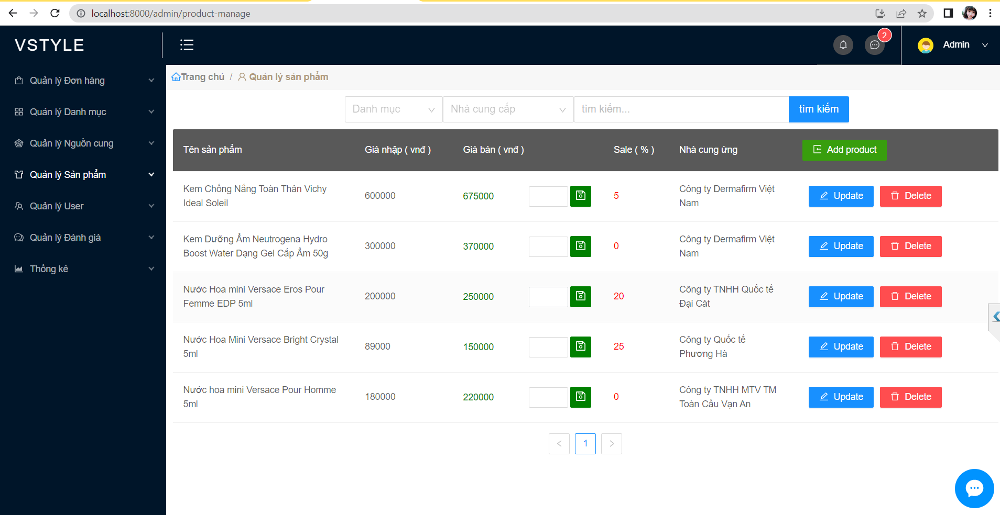 localhost:8000/admin/product-manage
VSTYLE
2
Admin
Quản lý Đơn hàng
Quản lý Danh mục
Quản lý Nguồn cung
Quản lý Sản phẩm
Quản lý User
Quản lý Đánh giá
Thống kê
Trang chủ / Quản lý sản phẩm
Danh mục Nhà cung cấp tìm kiếm... tìm kiếm
Tên sản phẩm Giá nhập ( vnđ ) Giá bán ( vnđ ) Sale ( % ) Nhà cung ứng Add product
Kem Chống Nắng Toàn Thân Vichy
Ideal Soleil
600000 675000 5
Công ty Dermafirm Việt
Nam
Update Delete
Kem Dưỡng Ẩm Neutrogena Hydro
Boost Water Dạng Gel Cấp Ẩm 50g
300000 370000 0
Công ty Dermafirm Việt
Nam
Update Delete
Nước Hoa mini Versace Eros Pour
Femme EDP 5ml
200000 250000 20
Công ty TNHH Quốc tế
Đại Cát
Update Delete
Nước Hoa Mini Versace Bright Crystal
5ml
89000 150000 25
Công ty Quốc tế
Phương Hà
Update Delete
Nước hoa mini Versace Pour Homme
5ml
180000 220000 0
Công ty TNHH MTV TM
Toàn Cầu Vạn An
Update Delete
< 1 >